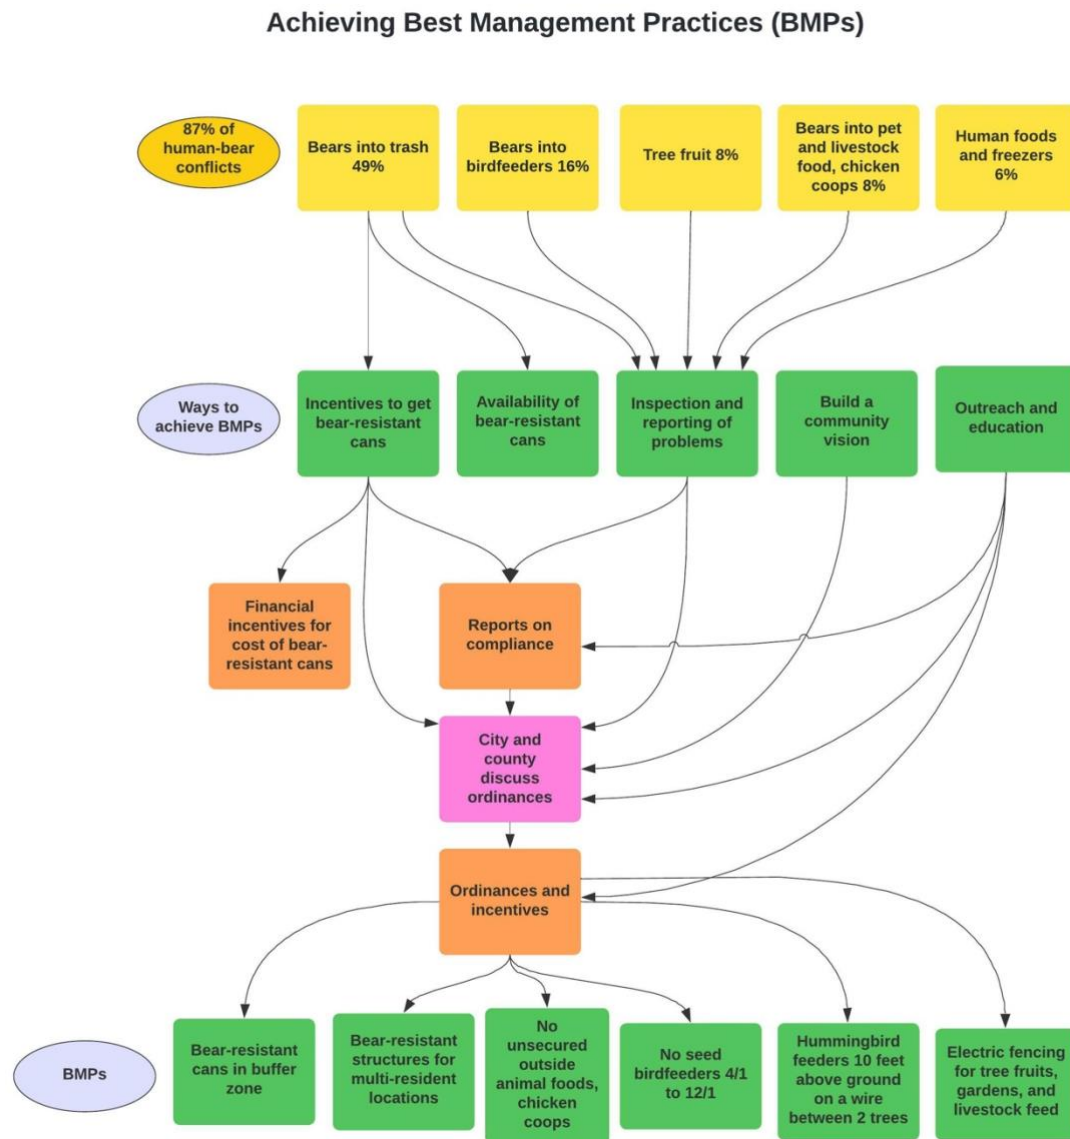 Achieving Best Management Practices (BMPs)
87% of
human-bear
conflicts
Bears into trash
49%
Bears into
birdfeeders 16%
Tree fruit 8%
Bears into pet
and livestock
food, chicken
coops 8%
Human foods
and freezers
6%
Ways to
achieve BMPs
Incentives to get
bear-resistant
cans
Availability of
bear-resistant
cans
Inspection and
reporting of
problems
Build a
community
vision
Outreach and
education
Financial
incentives for
cost of bear-
resistant cans
Reports on
compliance
City and
county
discuss
ordinances
Ordinances and
incentives
BMPs
Bear-resistant
cans in buffer
zone
Bear-resistant
structures for
multi-resident
locations
No
unsecured
outside
animal foods,
chicken
coops
No seed
birdfeeders 4/1
to 12/1
Hummingbird
feeders 10 feet
above ground
on a wire
between 2 trees
Electric fencing
for tree fruits,
gardens, and
livestock feed